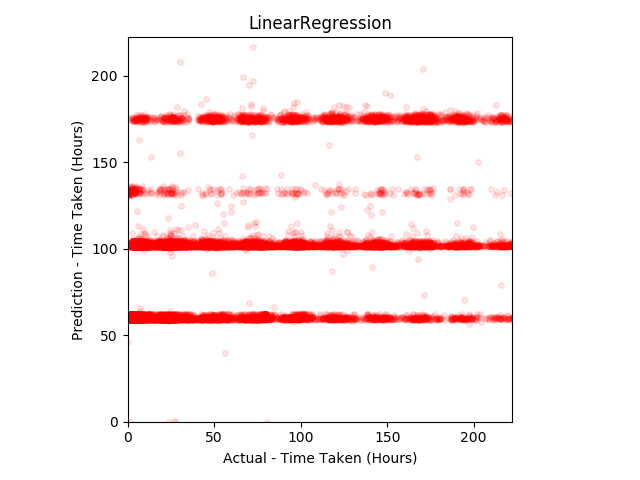 LinearRegression
Prediction - Time Taken (Hours)
200
150
100
50
0
0 50 100 150 200
Actual - Time Taken (Hours)